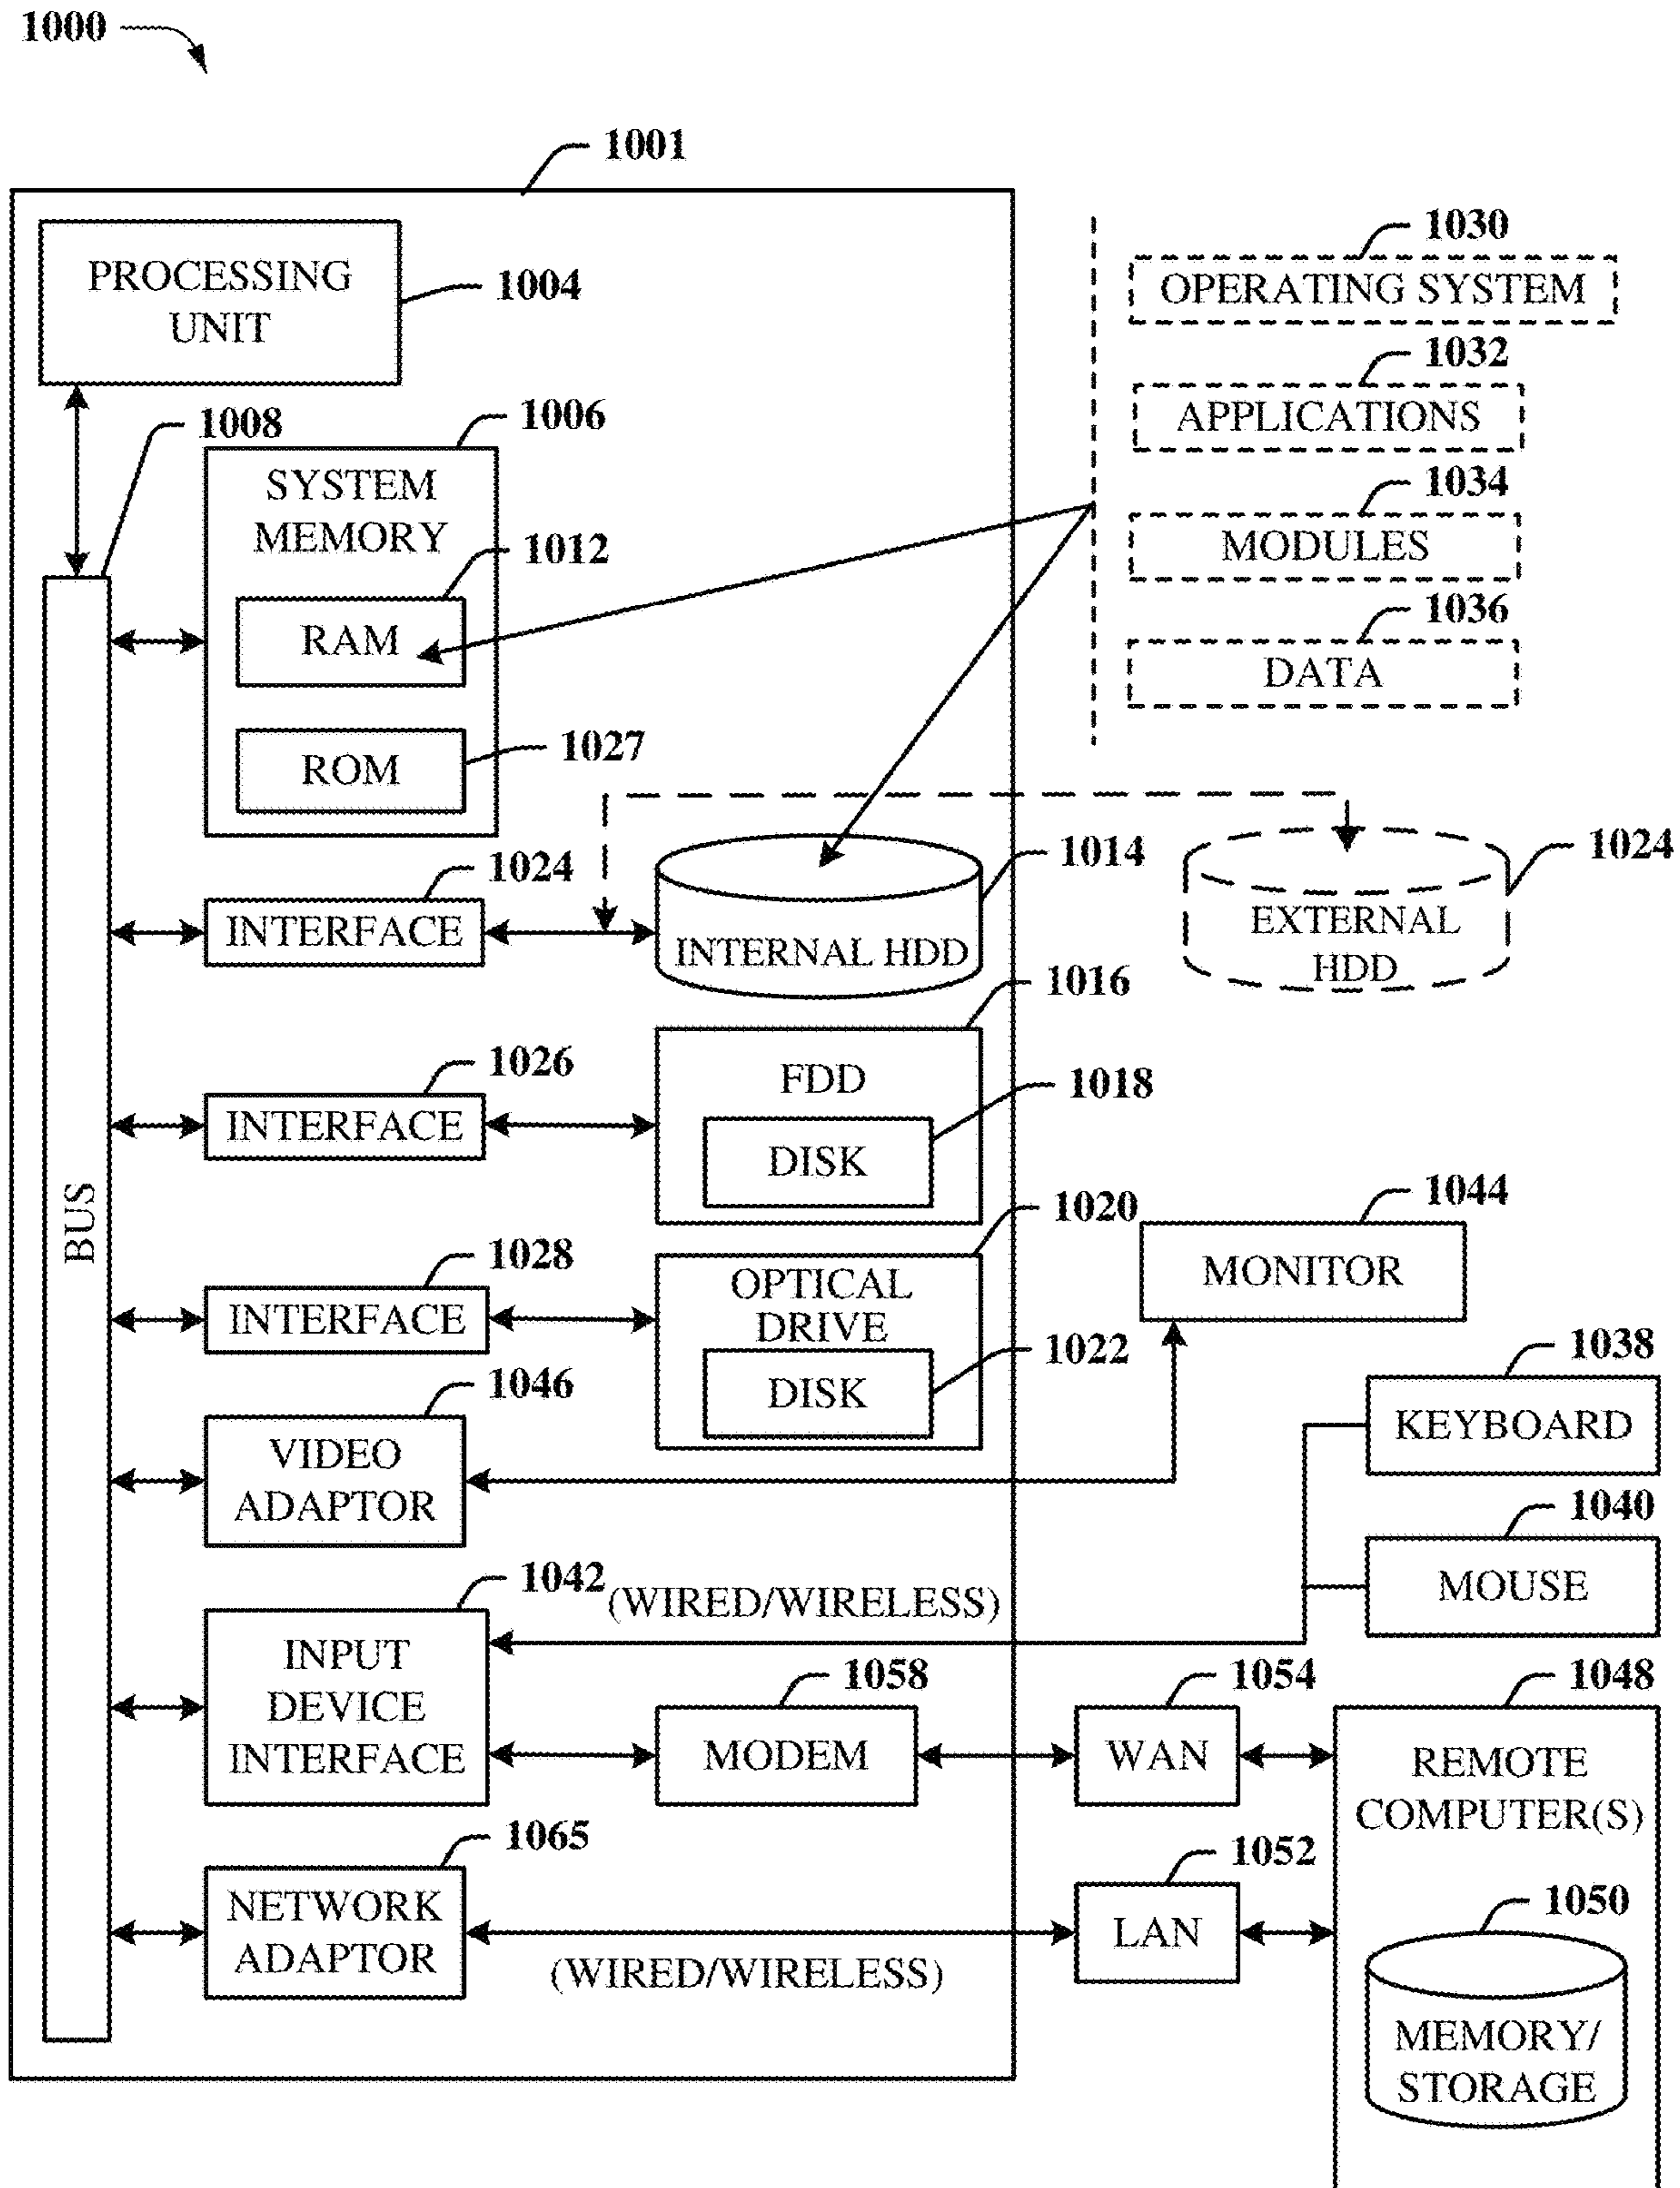 1000
1001
PROCESSING
UNIT
1004
1008
1006
SYSTEM
MEMORY
1012
RAM
ROM
1027
1030
OPERATING SYSTEM
1032
APPLICATIONS
1034
MODULES
1036
DATA
1024
INTERFACE
INTERNAL HDD
1014
EXTERNAL
HDD
1024
BUS
1026
INTERFACE
1016
FDD
1018
DISK
1028
INTERFACE
1020
OPTICAL
DRIVE
1022
DISK
1044
MONITOR
1046
VIDEO
ADAPTOR
1038
KEYBOARD
1040
MOUSE
1042
(WIRED/WIRELESS)
INPUT
DEVICE
INTERFACE
1058
MODEM
1054
WAN
1048
REMOTE
COMPUTER(S)
1065
NETWORK
ADAPTOR
(WIRED/WIRELESS)
1052
LAN
1050
MEMORY/
STORAGE